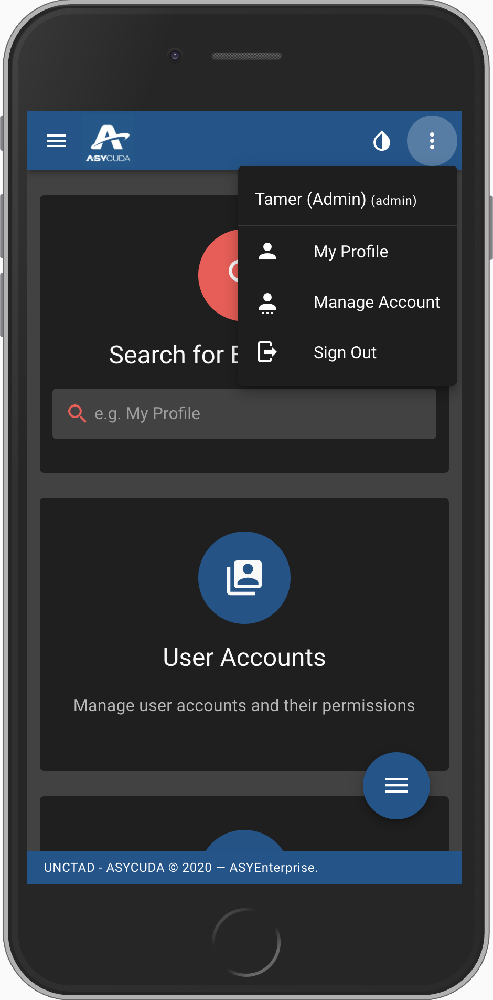 ASYCUDA
Tamer (Admin) (admin)
My Profile
Manage Account
Sign Out
Search for
e.g. My Profile
User Accounts
Manage user accounts and their permissions
UNCTAD - ASYCUDA © 2020 — ASYEnterprise.